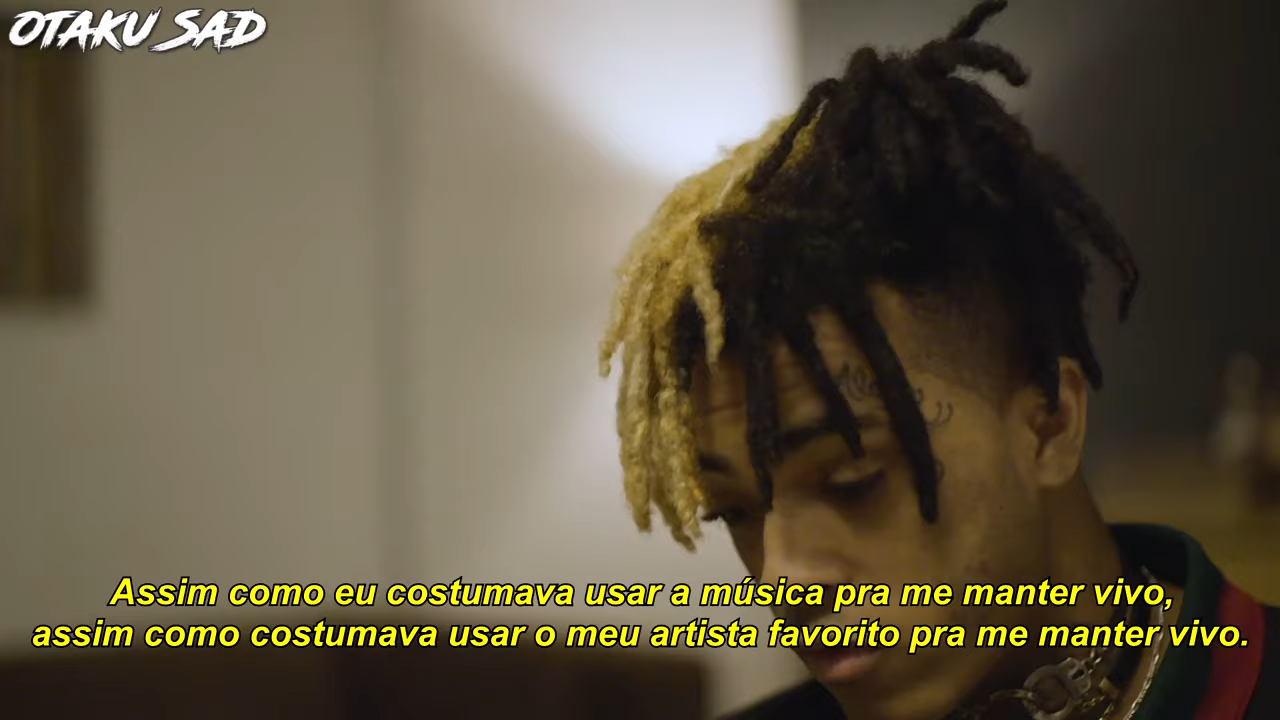 OTAKU SAD
Assim como eu costumava usar a música pra me manter vivo,
assim como costumava usar o meu artista favorito pra me manter vivo.